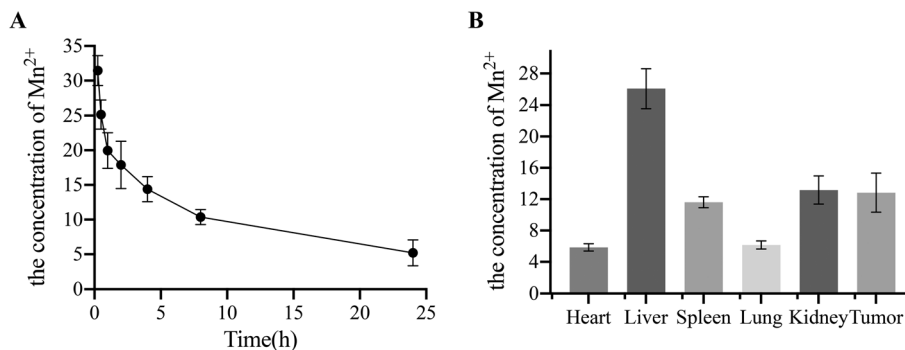 A
the concentration of Mn²⁺
35
30
25
20
15
10
5
0
0 5 10 15 20 25
Time(h)
B
the concentration of Mn²⁺
28
24
20
16
12
8
4
0
Heart Liver Spleen Lung Kidney Tumor